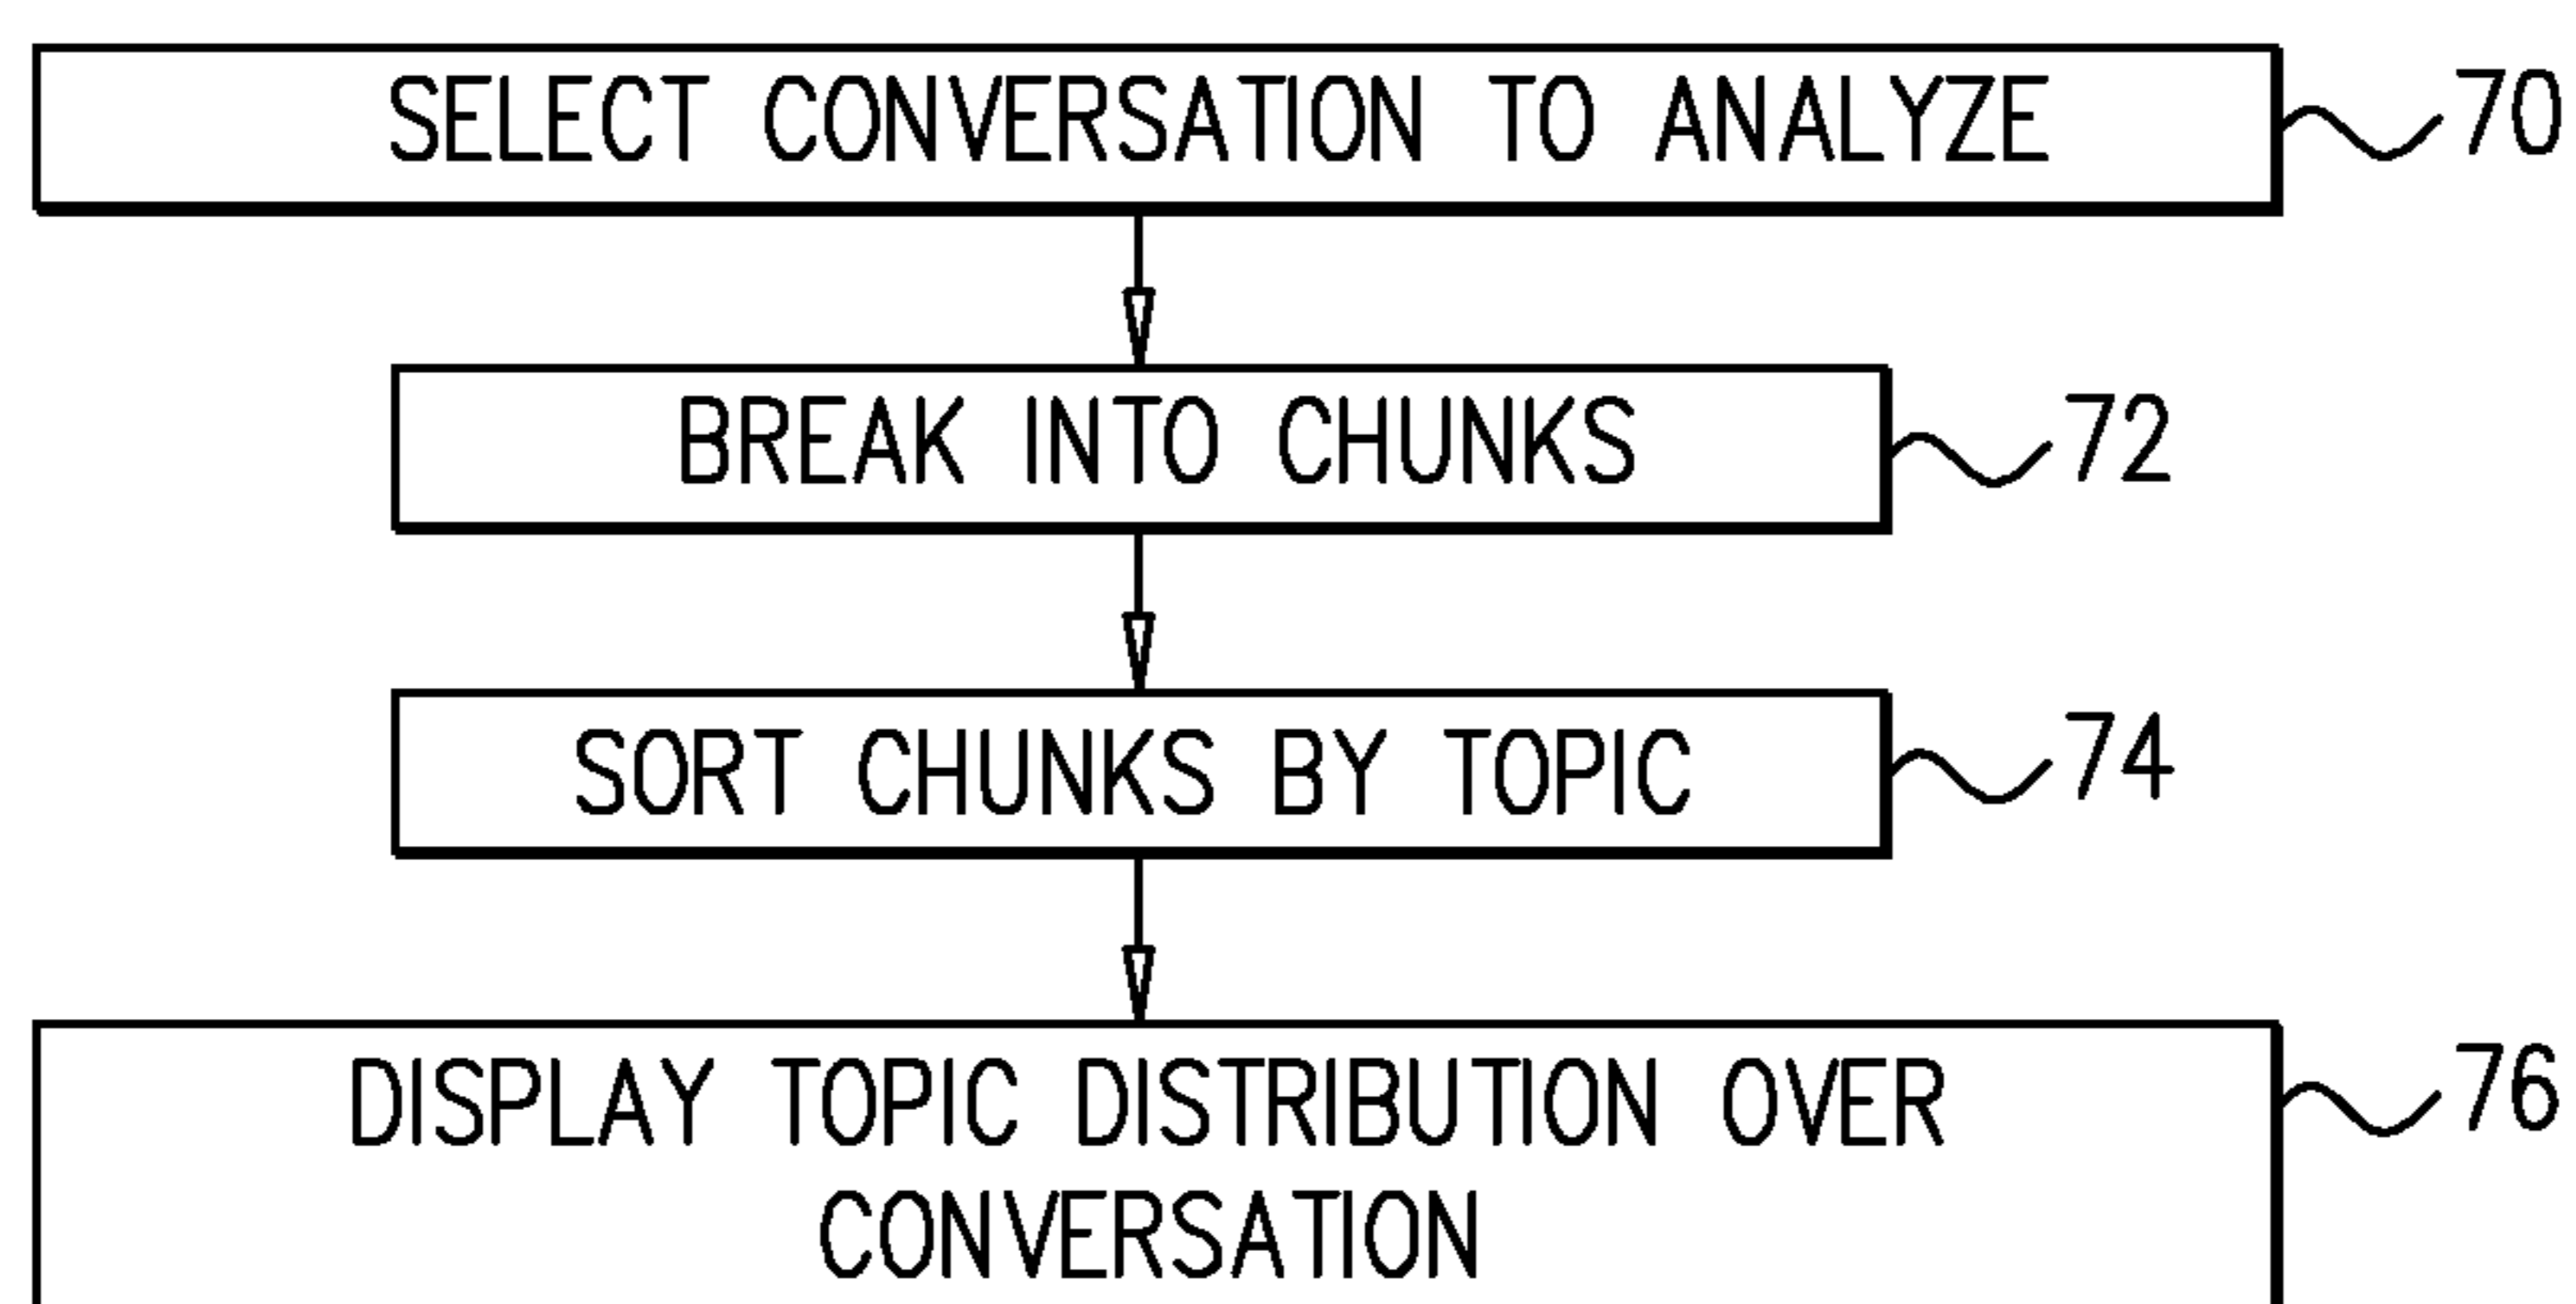 SELECT CONVERSATION TO ANALYZE 70
BREAK INTO CHUNKS 72
SORT CHUNKS BY TOPIC 74
DISPLAY TOPIC DISTRIBUTION OVER 76
CONVERSATION